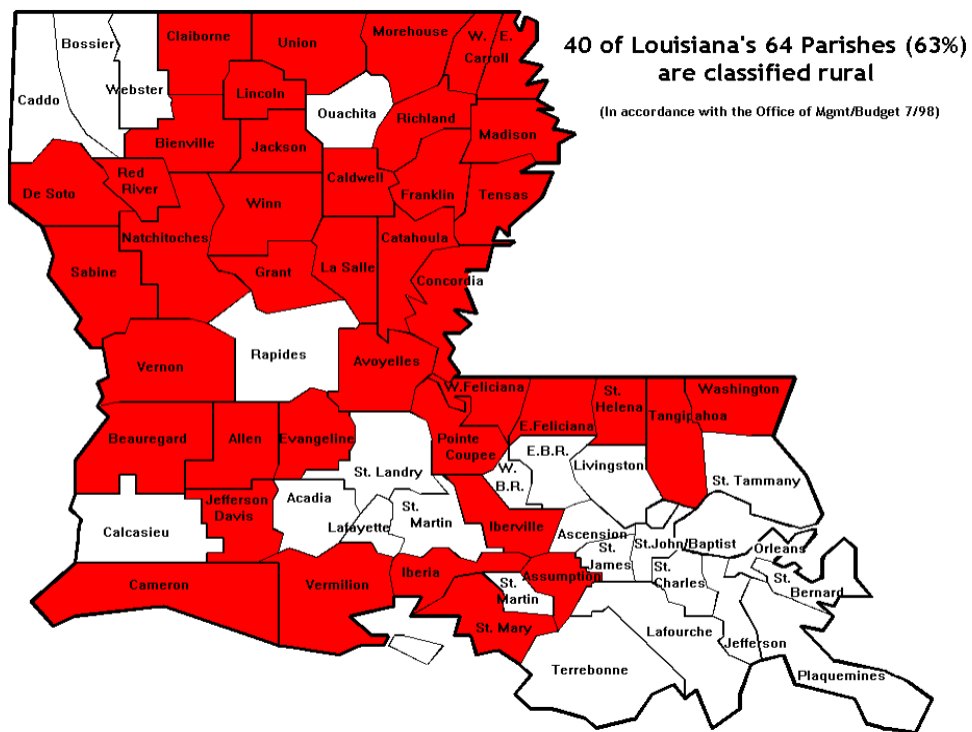 40 of Louisiana's 64 Parishes (63%)
are classified rural
(In accordance with the Office of Mgmt/Budget 7/98)
Caddo
Bossier
Webster
Claiborne
Union
Morehouse
W.
E.
Carroll
Lincoln
Ouachita
Richland
Madison
Bienville
Jackson
De Soto
Red
River
Caldwell
Franklin
Tensas
Winn
Natchitoches
Catahoula
Sabine
Grant
La Salle
Concordia
Rapides
Vernon
Avoyelles
W.Feliciana
E.Feliciana
St.
Helena
Tangipahoa
Washington
Beauregard
Allen
Evangeline
Pointe
Coupee
St. Landry
W.
B.R.
E.B.R.
Livingston
St. Tammany
Calcasieu
Jefferson
Davis
Acadia
Lafayette
St.
Martin
Iberville
Ascension
St.
James
St.John/Baptist
Orleans
St.
Charles
St.
Bernard
Cameron
Vermilion
Iberia
St.
Martin
Assumption
St. Mary
Lafourche
Jefferson
Terrebonne
Plaquemines